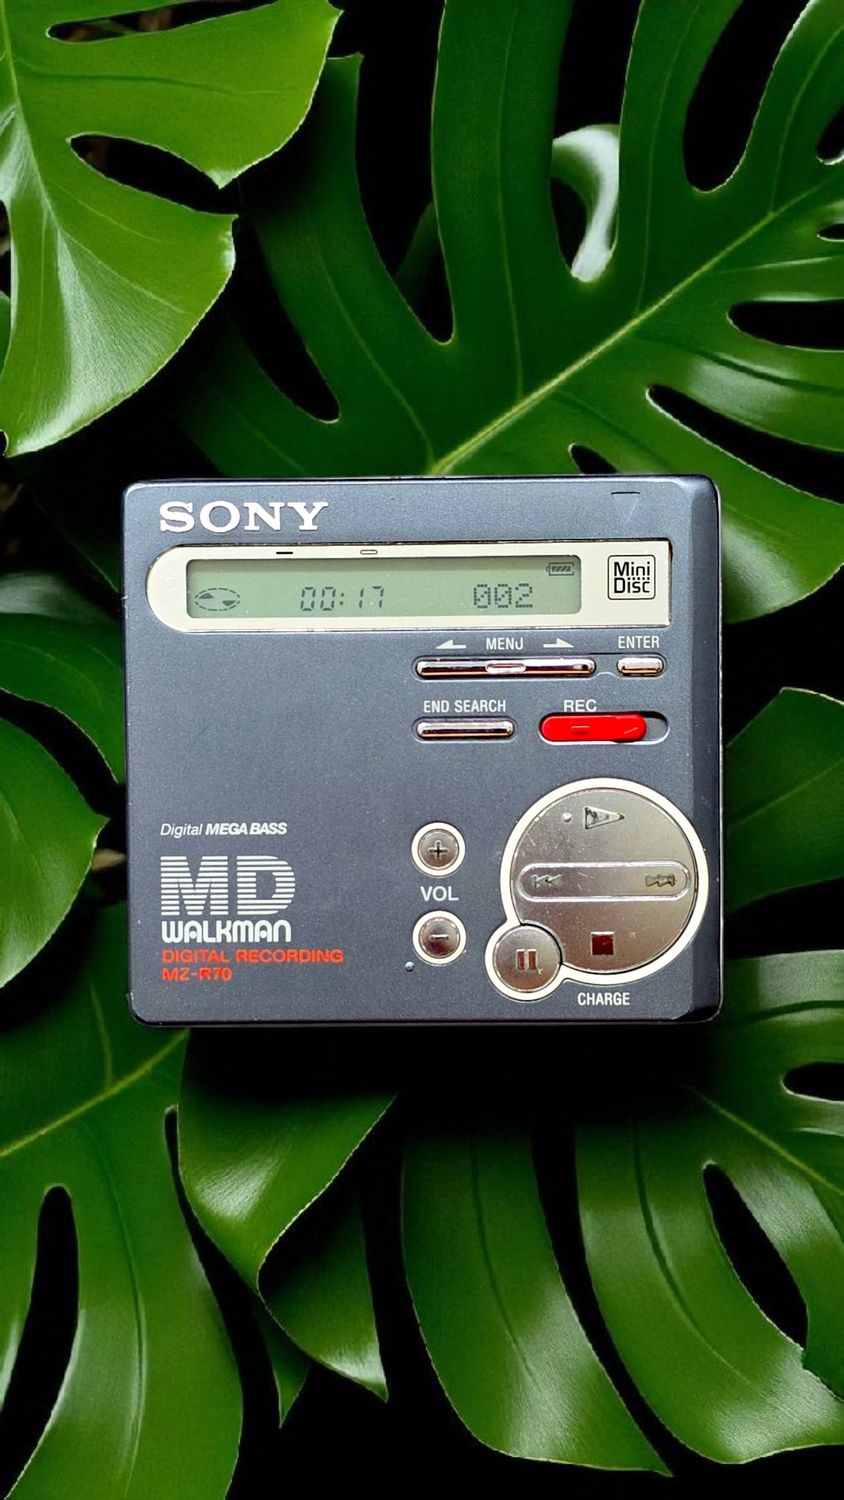 SONY
00:17 002
Mini
Disc
MENU ENTER
END SEARCH REC
Digital MEGA BASS
VOL
MD
WALKMAN
DIGITAL RECORDING
MZ-R70
CHARGE